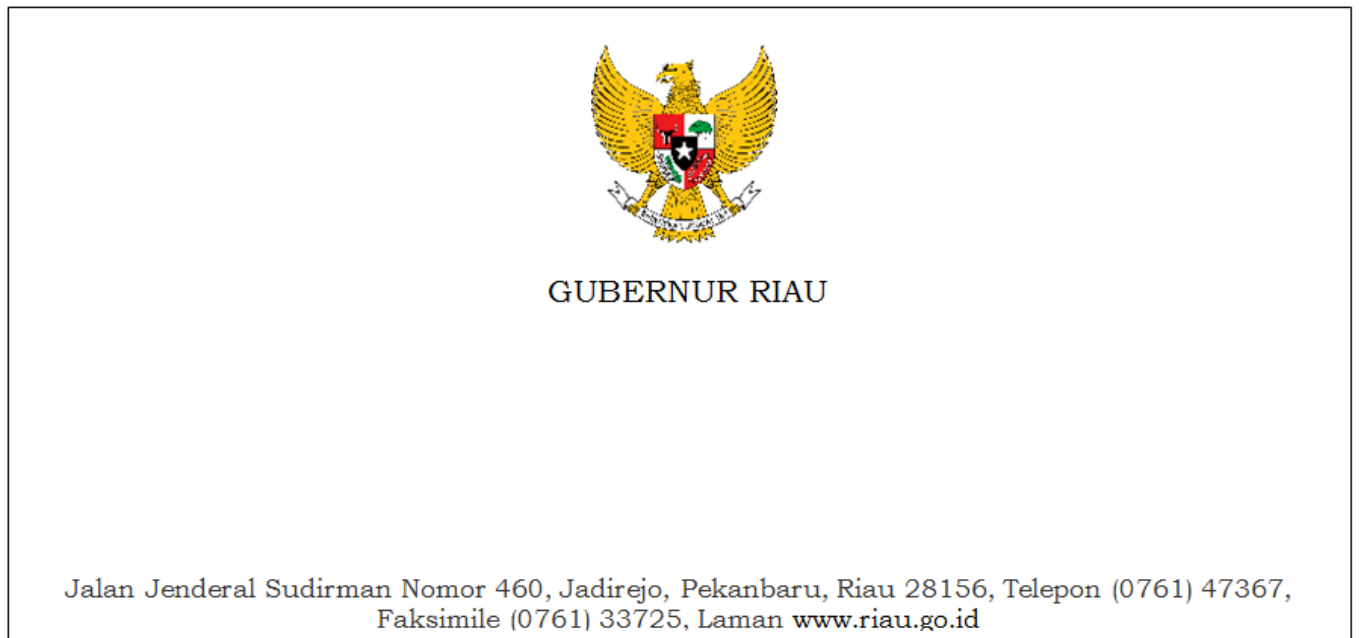 GUBERNUR RIAU
Jalan Jenderal Sudirman Nomor 460, Jadirejo, Pekanbaru, Riau 28156, Telepon (0761) 47367,
Faksimile (0761) 33725, Laman www.riau.go.id